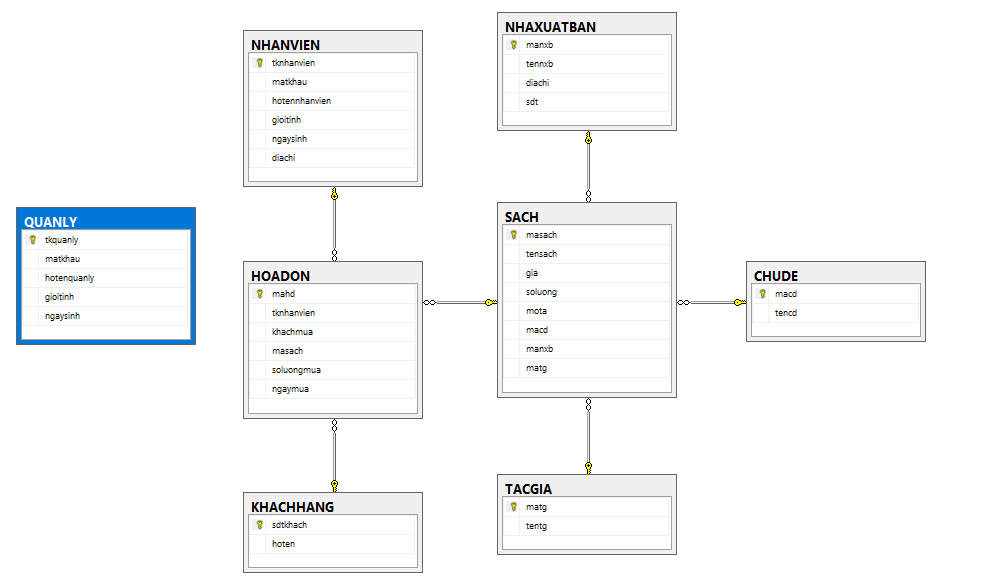 NHANVIEN
tknhanvien
matkhau
hotennhanvien
gioitinh
ngaysinh
diachi
NHAXUATBAN
manxb
tennxb
diachi
sdt
QUANLY
tkquanly
matkhau
hotenquanly
gioitinh
ngaysinh
HOADON
mahd
tknhanvien
khachmua
masach
soluongmua
ngaymua
SACH
masach
tensach
gia
soluong
mota
macd
manxb
matg
CHUDE
macd
tencd
KHACHHANG
sdtkhach
hoten
TACGIA
matg
tentg